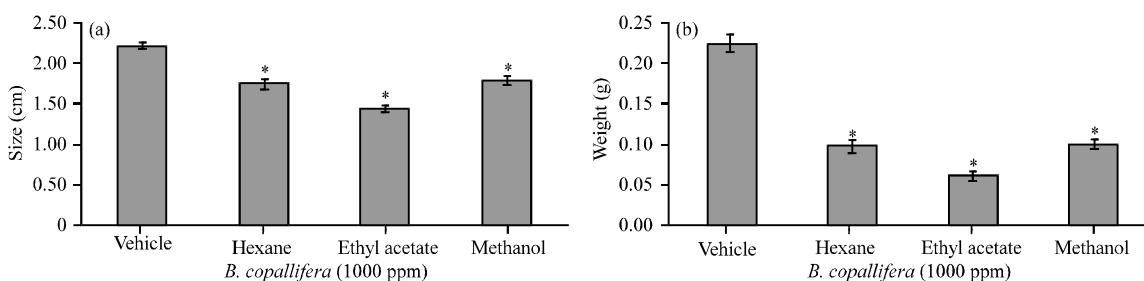 (a)
Size (cm)
2.50
2.00
1.50
1.00
0.50
0
*
*
*
Vehicle
Hexane
Ethyl acetate
Methanol
B. copallifera (1000 ppm)
(b)
Weight (g)
0.25
0.20
0.15
0.10
0.05
0.00
*
*
*
Vehicle
Hexane
Ethyl acetate
Methanol
B. copallifera (1000 ppm)